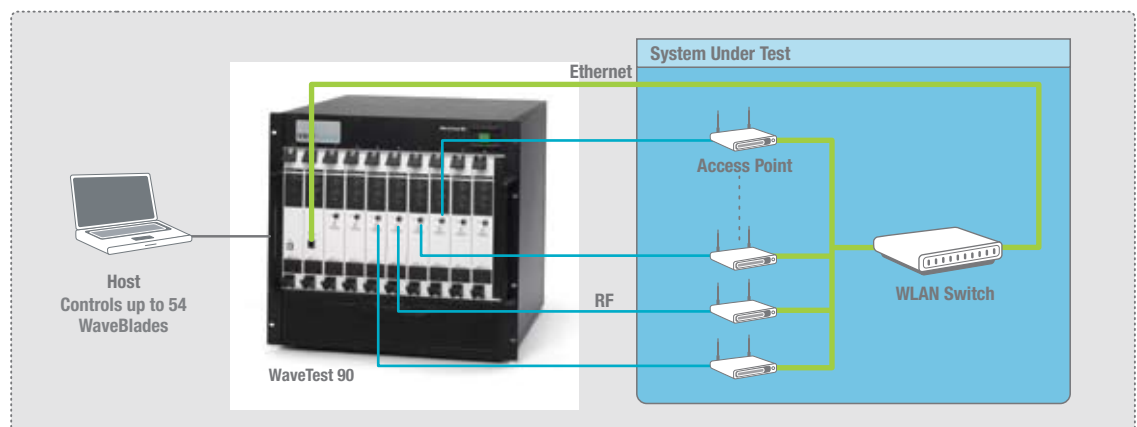 System Under Test
Ethernet
Access Point
Host
Controls up to 54
WaveBlades
RF
WLAN Switch
WaveTest 90